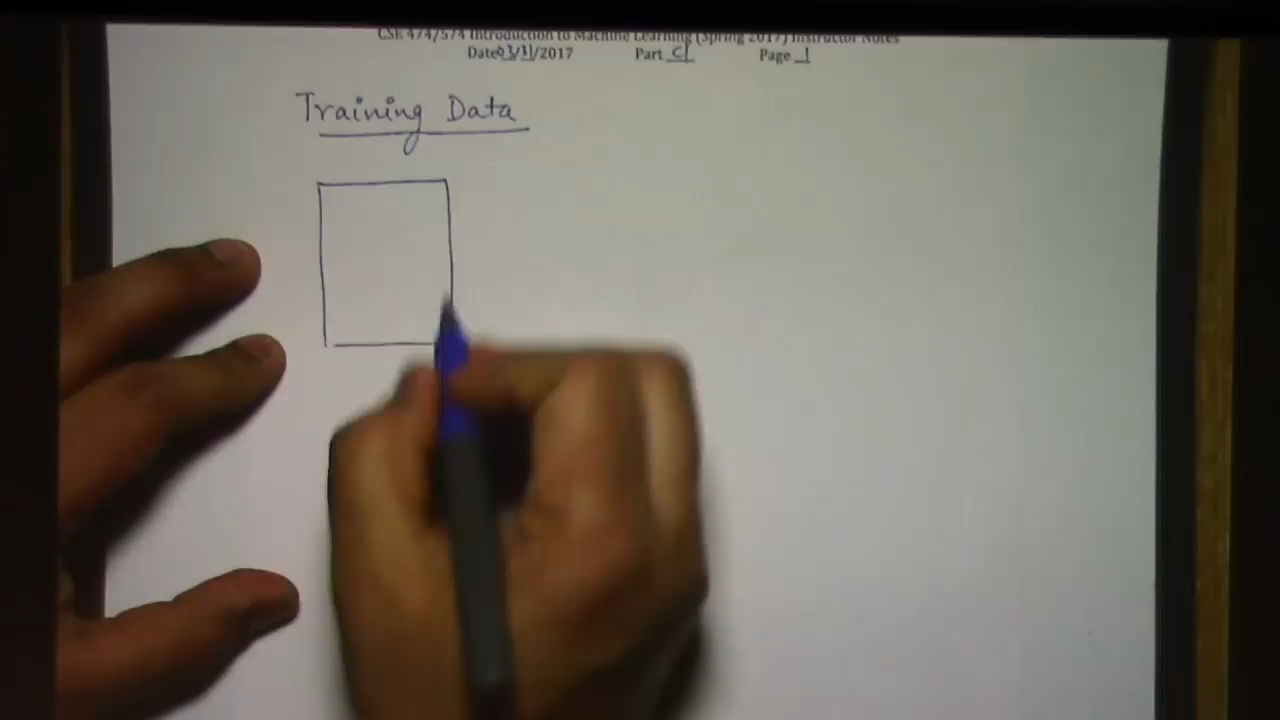 CSE 474/574 Introduction to Machine Learning (Spring 2017) Instructor Notes
Date 03/31/2017 Part C1 Page 1
Training Data